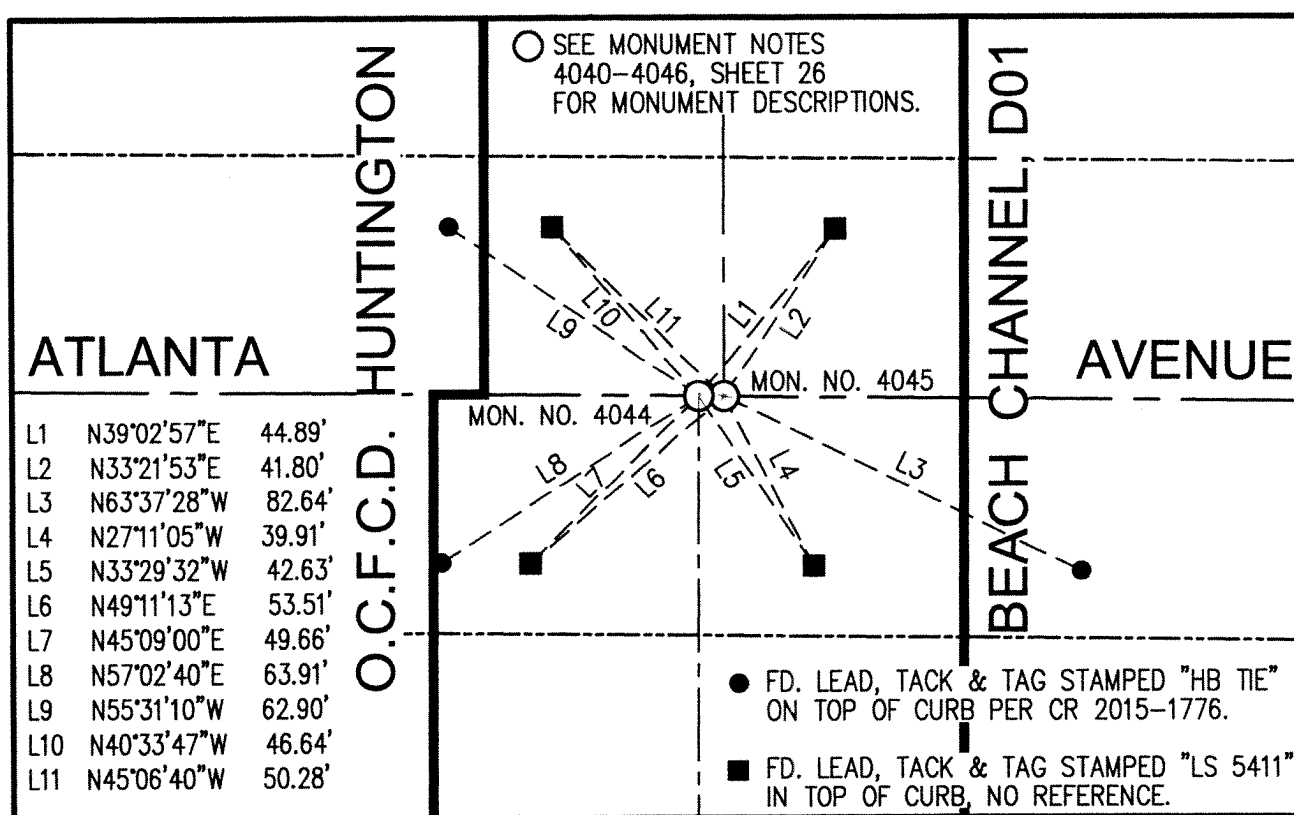 SEE MONUMENT NOTES
4040-4046, SHEET 26
FOR MONUMENT DESCRIPTIONS.
O.C.F.C.D. HUNTINGTON
BEACH CHANNEL, D01
ATLANTA
AVENUE
MON. NO. 4045
MON. NO. 4044
L1
L2
L3
L4
L5
L6
L7
L8
L9
L10
L11
L1 N39°02'57"E 44.89'
L2 N33°21'53"E 41.80'
L3 N63°37'28"W 82.64'
L4 N27°11'05"W 39.91'
L5 N33°29'32"W 42.63'
L6 N49°11'13"E 53.51'
L7 N45°09'00"E 49.66'
L8 N57°02'40"E 63.91'
L9 N55°31'10"W 62.90'
L10 N40°33'47"W 46.64'
L11 N45°06'40"W 50.28'
FD. LEAD, TACK & TAG STAMPED "HB TIE"
ON TOP OF CURB PER CR 2015-1776.
FD. LEAD, TACK & TAG STAMPED "LS 5411"
IN TOP OF CURB, NO REFERENCE.